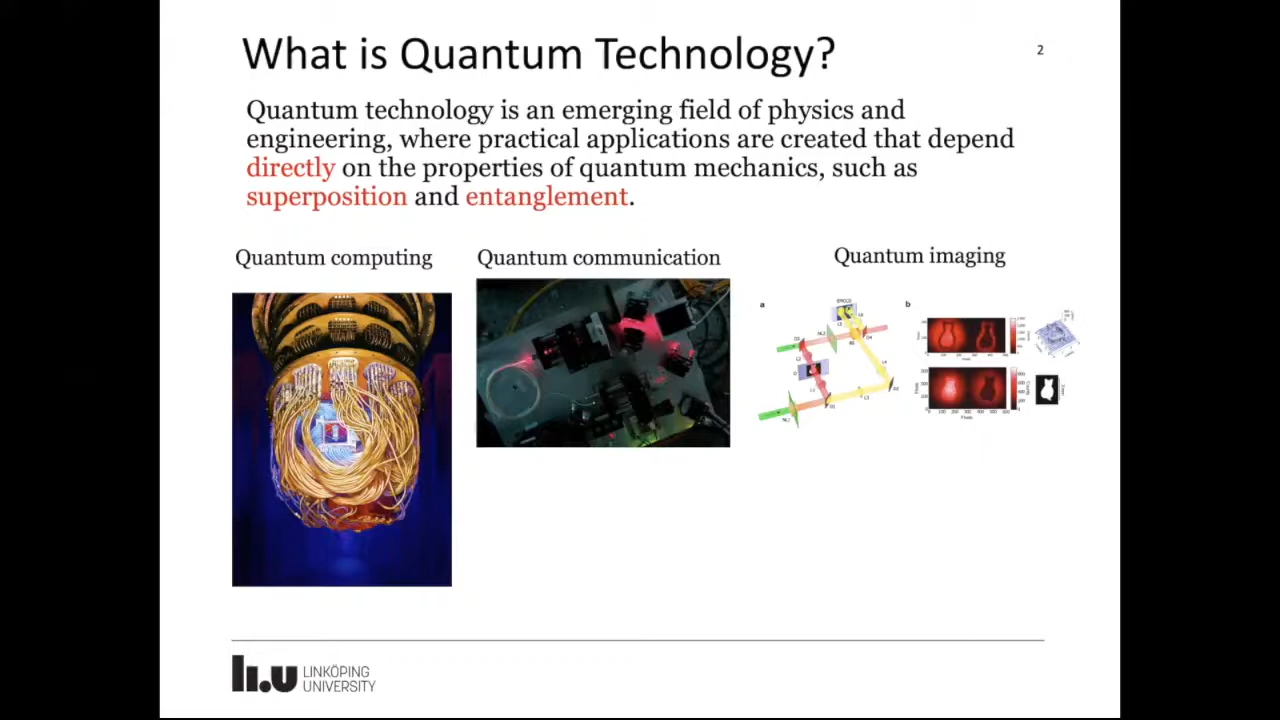 What is Quantum Technology?
2
Quantum technology is an emerging field of physics and
engineering, where practical applications are created that depend
directly on the properties of quantum mechanics, such as
superposition and entanglement.
Quantum computing
Quantum communication
Quantum imaging
a
b
li.u LINKÖPING
UNIVERSITY